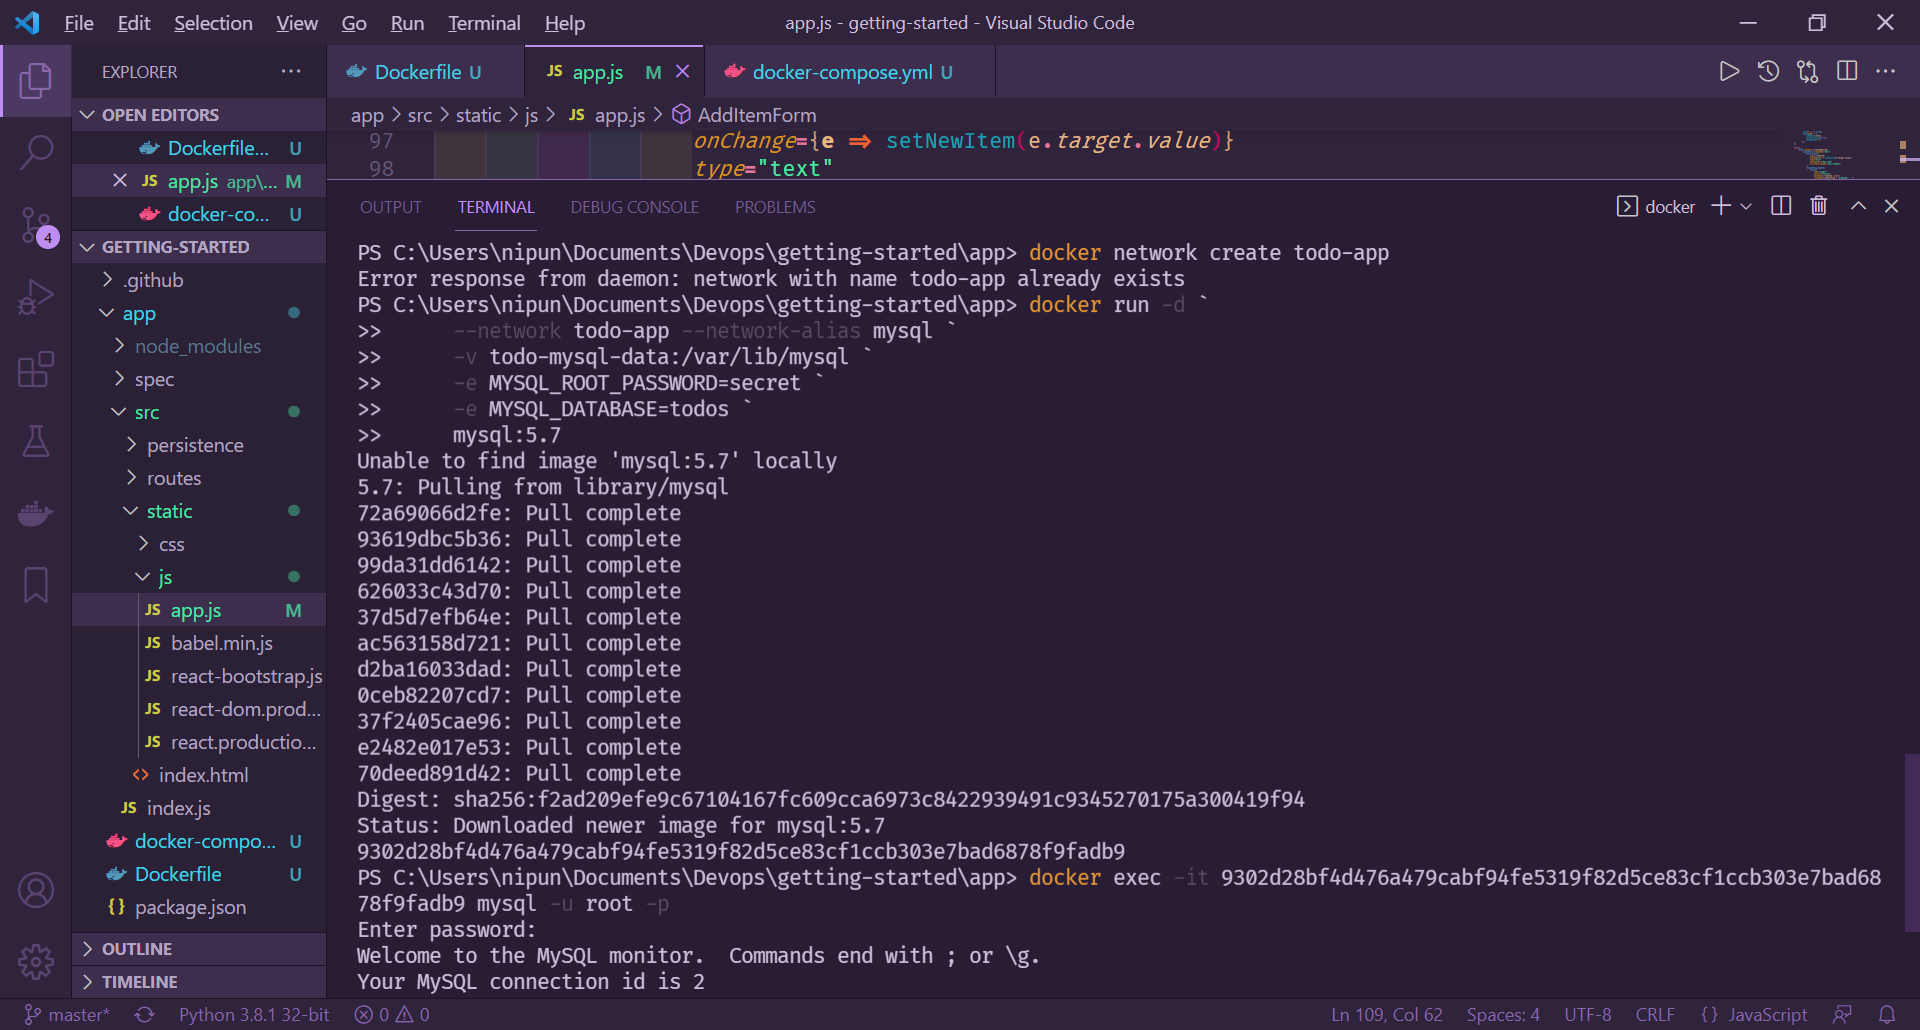 File Edit Selection View Go Run Terminal Help
app.js - getting-started - Visual Studio Code
EXPLORER
OPEN EDITORS
Dockerfile... U
JS app.js app\... M
docker-co... U
GETTING-STARTED
.github
app
node_modules
spec
src
persistence
routes
static
css
js
JS app.js M
JS babel.min.js
JS react-bootstrap.js
JS react-dom.prod...
JS react.productio...
<> index.html
JS index.js
docker-compo... U
Dockerfile U
{} package.json
OUTLINE
TIMELINE
4
Dockerfile U
JS app.js M
docker-compose.yml U
app > src > static > js > JS app.js > AddItemForm
97 onChange={e => setNewItem(e.target.value)}
98 type="text"
OUTPUT TERMINAL DEBUG CONSOLE PROBLEMS
docker
PS C:\Users\nipun\Documents\Devops\getting-started\app> docker network create todo-app
Error response from daemon: network with name todo-app already exists
PS C:\Users\nipun\Documents\Devops\getting-started\app> docker run -d `
>> --network todo-app --network-alias mysql `
>> -v todo-mysql-data:/var/lib/mysql `
>> -e MYSQL_ROOT_PASSWORD=secret `
>> -e MYSQL_DATABASE=todos `
>> mysql:5.7
Unable to find image 'mysql:5.7' locally
5.7: Pulling from library/mysql
72a69066d2fe: Pull complete
93619dbc5b36: Pull complete
99da31dd6142: Pull complete
626033c43d70: Pull complete
37d5d7efb64e: Pull complete
ac563158d721: Pull complete
d2ba16033dad: Pull complete
0ceb82207cd7: Pull complete
37f2405cae96: Pull complete
e2482e017e53: Pull complete
70deed891d42: Pull complete
Digest: sha256:f2ad209efe9c67104167fc609cca6973c8422939491c9345270175a300419f94
Status: Downloaded newer image for mysql:5.7
9302d28bf4d476a479cabf94fe5319f82d5ce83cf1ccb303e7bad6878f9fadb9
PS C:\Users\nipun\Documents\Devops\getting-started\app> docker exec -it 9302d28bf4d476a479cabf94fe5319f82d5ce83cf1ccb303e7bad68
78f9fadb9 mysql -u root -p
Enter password:
Welcome to the MySQL monitor.  Commands end with ; or \g.
Your MySQL connection id is 2
master* Python 3.8.1 32-bit 0 0 Ln 109, Col 62 Spaces: 4 UTF-8 CRLF {} JavaScript